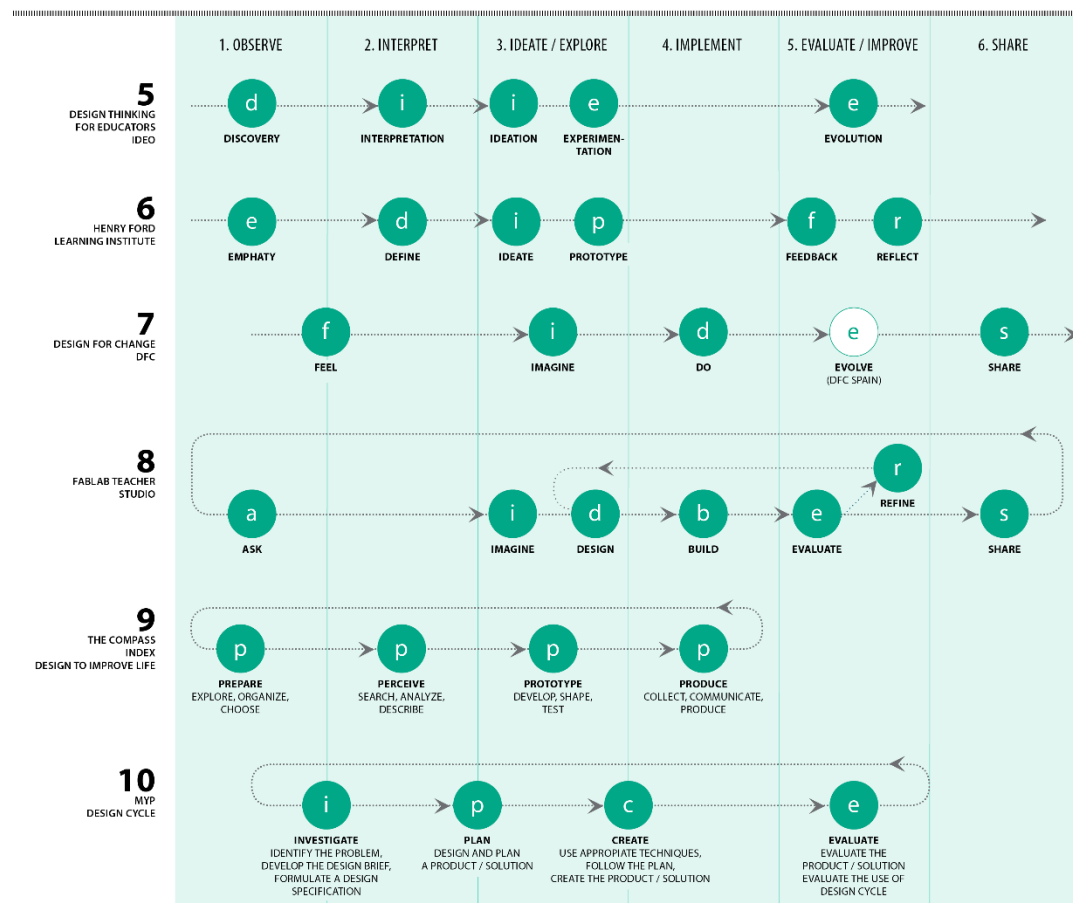 1. OBSERVE
2. INTERPRET
3. IDEATE / EXPLORE
4. IMPLEMENT
5. EVALUATE / IMPROVE
6. SHARE
5
DESIGN THINKING
FOR EDUCATORS
IDEO
d
DISCOVERY
i
INTERPRETATION
i
IDEATION
e
EXPERIMEN-
TATION
e
EVOLUTION
6
HENRY FORD
LEARNING INSTITUTE
e
EMPHATY
d
DEFINE
i
IDEATE
p
PROTOTYPE
f
FEEDBACK
r
REFLECT
7
DESIGN FOR CHANGE
DFC
f
FEEL
i
IMAGINE
d
DO
e
EVOLVE
(DFC SPAIN)
s
SHARE
8
FABLAB TEACHER
STUDIO
a
ASK
i
IMAGINE
d
DESIGN
b
BUILD
e
EVALUATE
r
REFINE
s
SHARE
9
THE COMPASS
INDEX
DESIGN TO IMPROVE LIFE
p
PREPARE
EXPLORE, ORGANIZE,
CHOOSE
p
PERCEIVE
SEARCH, ANALYZE,
DESCRIBE
p
PROTOTYPE
DEVELOP, SHAPE,
TEST
p
PRODUCE
COLLECT, COMMUNICATE,
PRODUCE
10
MYP
DESIGN CYCLE
i
INVESTIGATE
IDENTIFY THE PROBLEM,
DEVELOP THE DESIGN BRIEF,
FORMULATE A DESIGN
SPECIFICATION
p
PLAN
DESIGN AND PLAN
A PRODUCT / SOLUTION
c
CREATE
USE APPROPIATE TECHNIQUES,
FOLLOW THE PLAN,
CREATE THE PRODUCT / SOLUTION
e
EVALUATE
EVALUATE THE
PRODUCT / SOLUTION
EVALUATE THE USE OF
DESIGN CYCLE